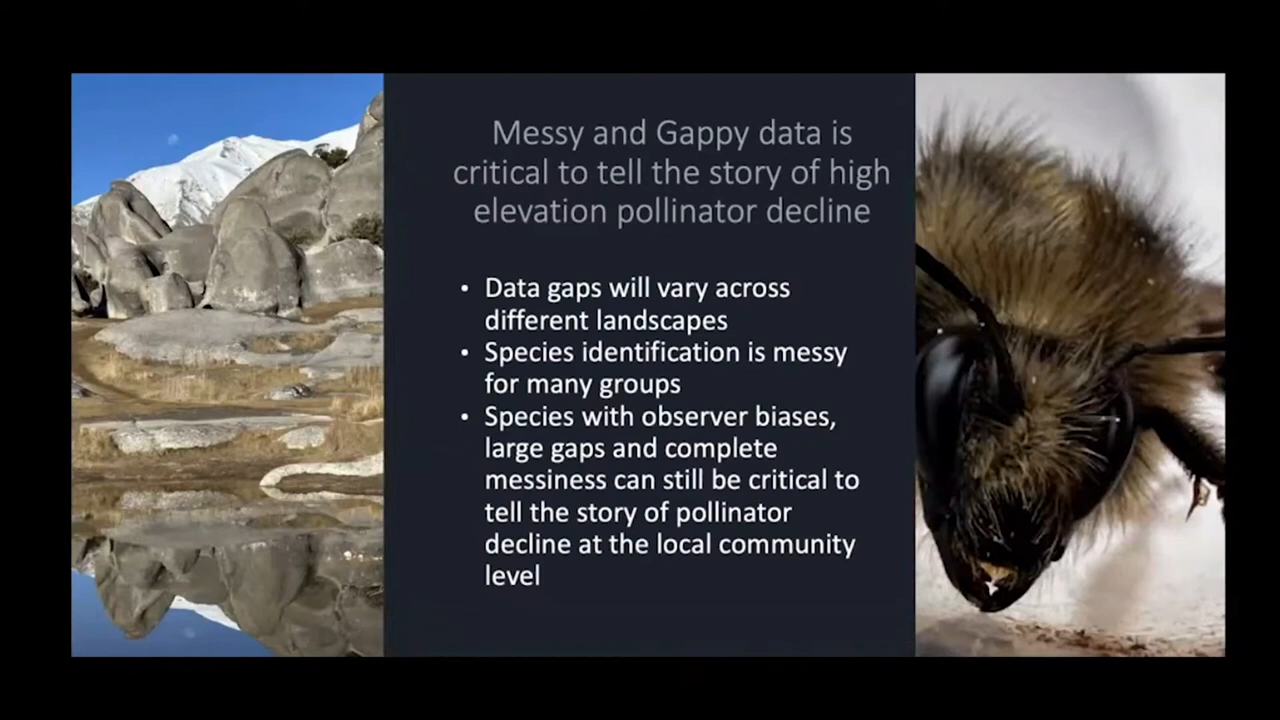 Messy and Gappy data is
critical to tell the story of high
elevation pollinator decline
• Data gaps will vary across
different landscapes
• Species identification is messy
for many groups
• Species with observer biases,
large gaps and complete
messiness can still be critical to
tell the story of pollinator
decline at the local community
level